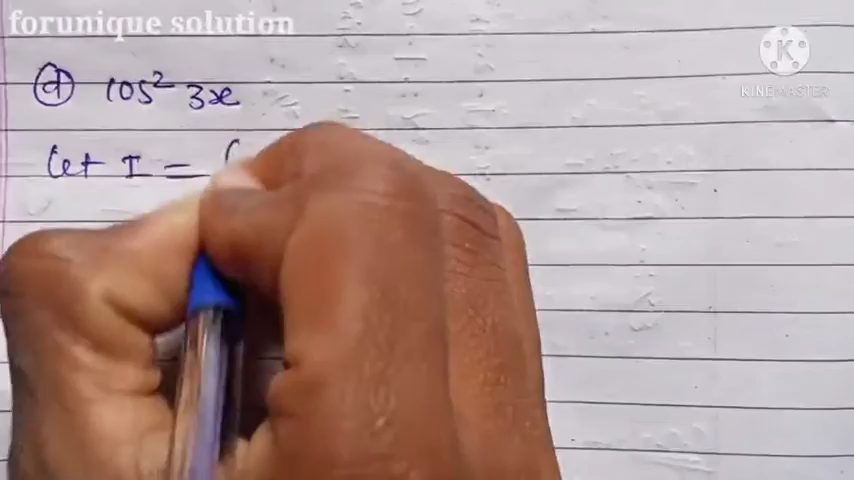 forunique solution
KINEMASTER
d cos² 3x
Let I = ∫